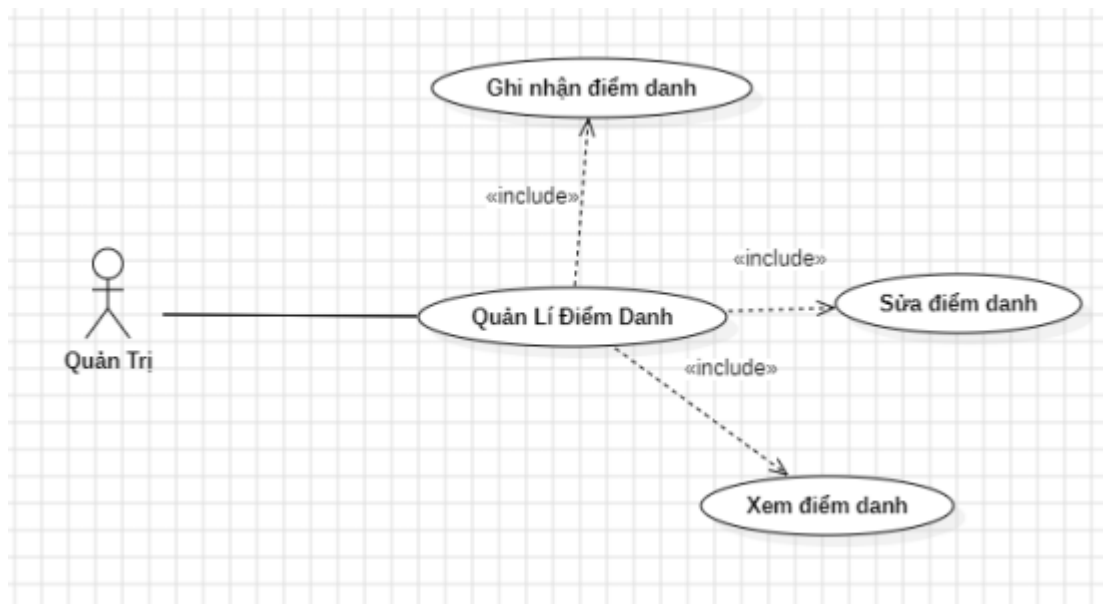 Ghi nhận điểm danh
«include»
«include»
Sửa điểm danh
Quản Lí Điểm Danh
Quản Trị
«include»
Xem điểm danh